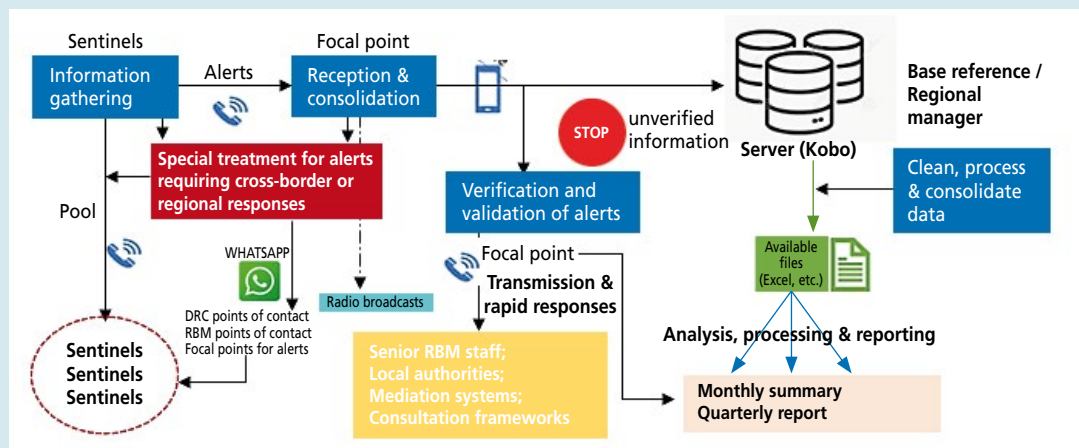 Sentinels
Information
gathering
Alerts
Focal point
Reception &
consolidation
STOP
unverified
information
Server (Kobo)
Base reference /
Regional
manager
Special treatment for alerts
requiring cross-border or
regional responses
Pool
Verification and
validation of alerts
Clean, process
& consolidate
data
WHATSAPP
DRC points of contact
RBM points of contact
Focal points for alerts
Radio broadcasts
Focal point
Transmission &
rapid responses
Available
files
(Excel, etc.)
Analysis, processing & reporting
Sentinels
Sentinels
Sentinels
Senior RBM staff;
Local authorities;
Mediation systems;
Consultation frameworks
Monthly summary
Quarterly report